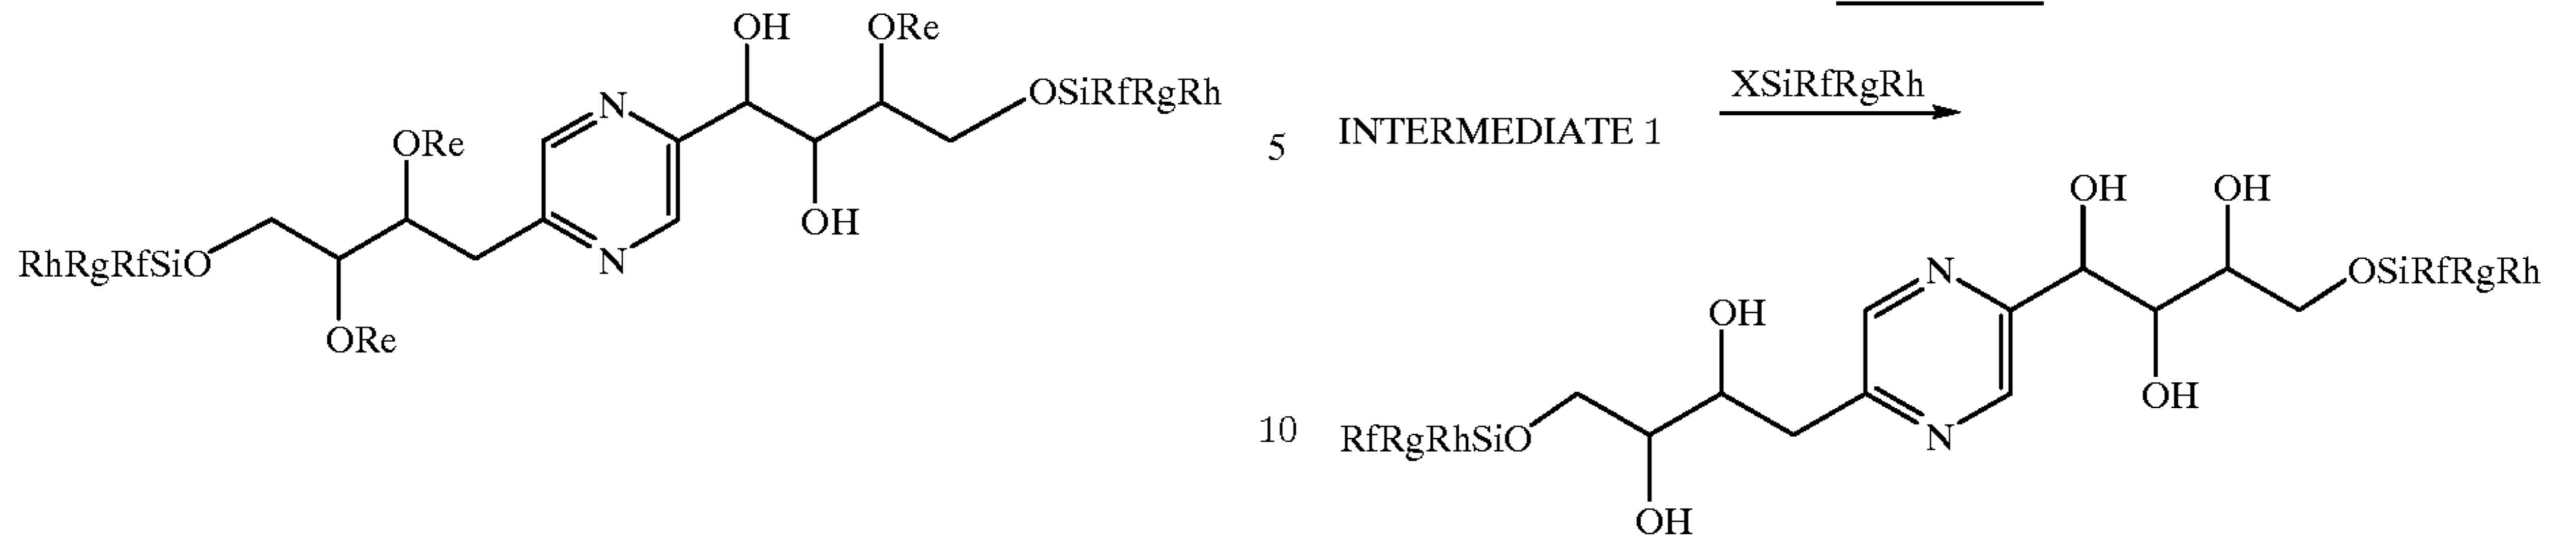 OH ORe
N
OSiRfRgRh
ORe
OH
RhRgRfSiO
N
ORe
5
INTERMEDIATE 1
XSiRfRgRh
OH OH
N
OSiRfRgRh
OH
OH
10
RfRgRhSiO
N
OH